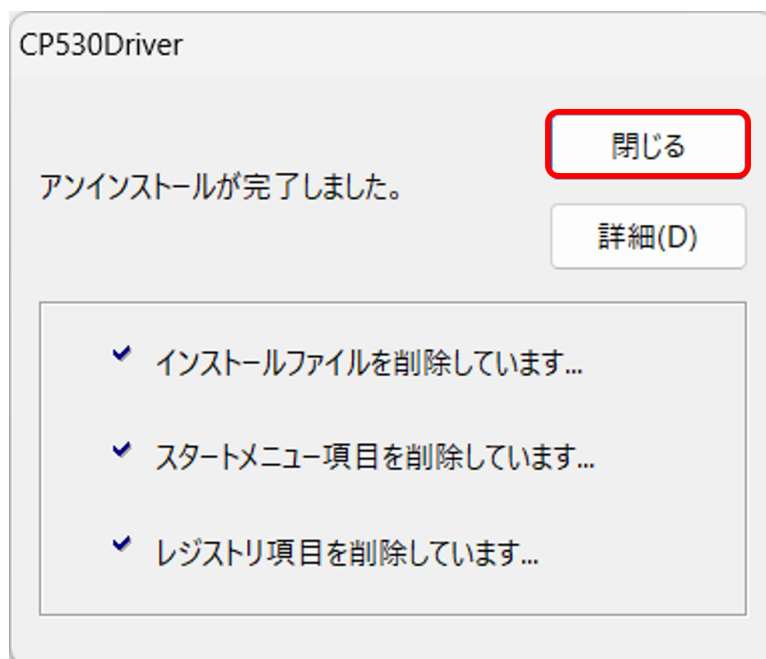 CP530Driver
閉じる
アンインストールが完了しました。
詳細(D)
インストールファイルを削除しています...
スタートメニュー項目を削除しています...
レジストリ項目を削除しています...